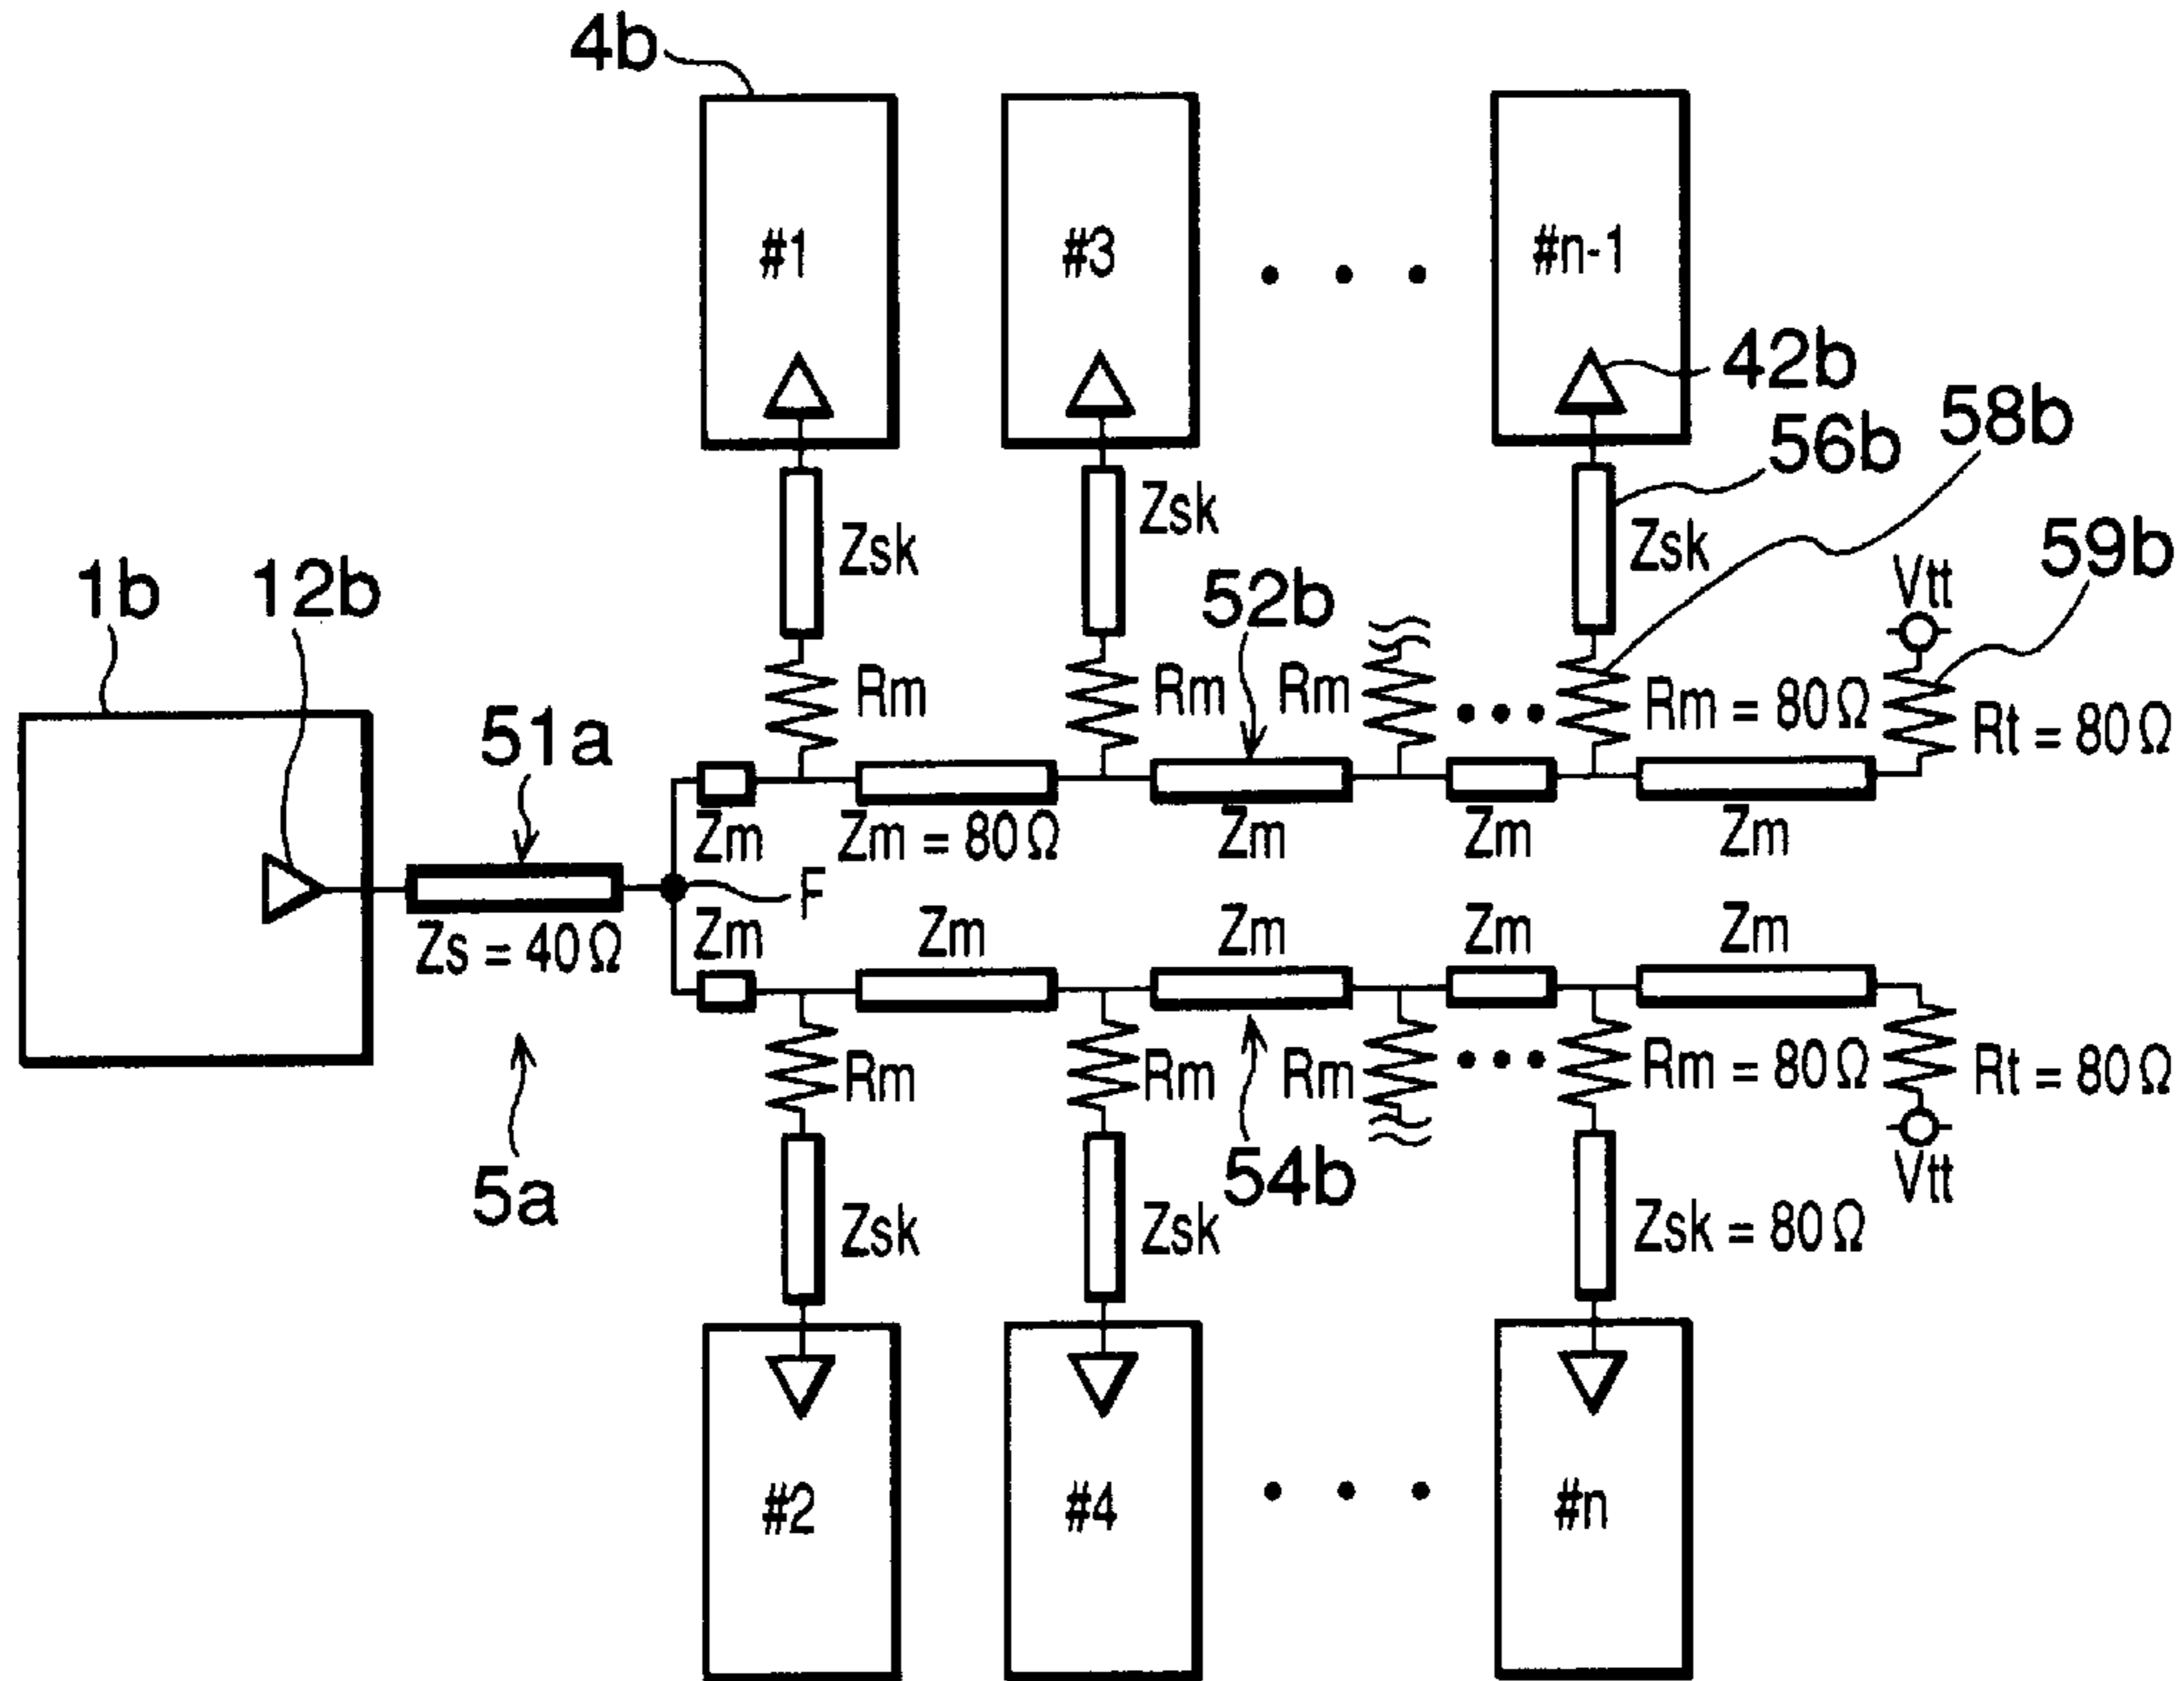 4b
#1
#3
#n-1
42b
58b
56b
Zsk
Zsk
Zsk
59b
1b
12b
52b
Vtt
Rm
Rm
Rm
Rm = 80Ω
Rt = 80Ω
51a
Zm
Zm = 80Ω
Zm
Zm
Zm
F
Zs = 40Ω
Zm
Zm
Zm
Zm
Zm
Rm
Rm
Rm
Rm = 80Ω
Rt = 80Ω
5a
54b
Vtt
Zsk
Zsk
Zsk = 80Ω
#2
#4
#n